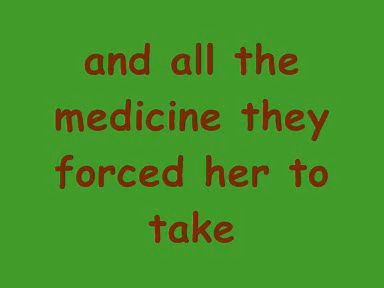 and all the
medicine they
forced her to
take